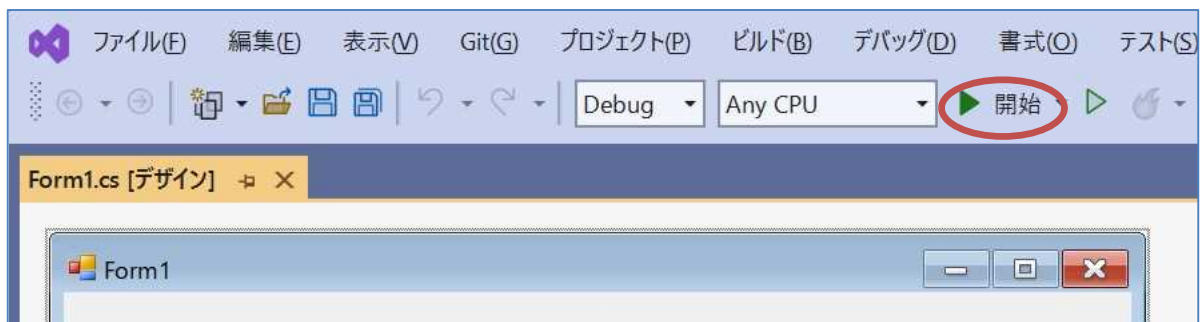 ファイル(F) 編集(E) 表示(V) Git(G) プロジェクト(P) ビルド(B) デバッグ(D) 書式(O) テスト(S)
Debug Any CPU 開始
Form1.cs [デザイン]
Form1